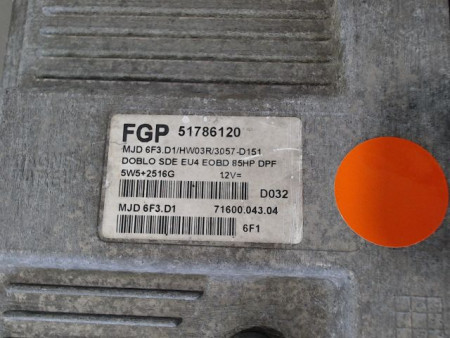 FGP 51786120
MJD 6F3.D1/HW03R/3057-D151
DOBLO SDE EU4 EOBD 85HP DPF
5W5+2516G 12V=
D032
MJD 6F3.D1 71600.043.04
6F1